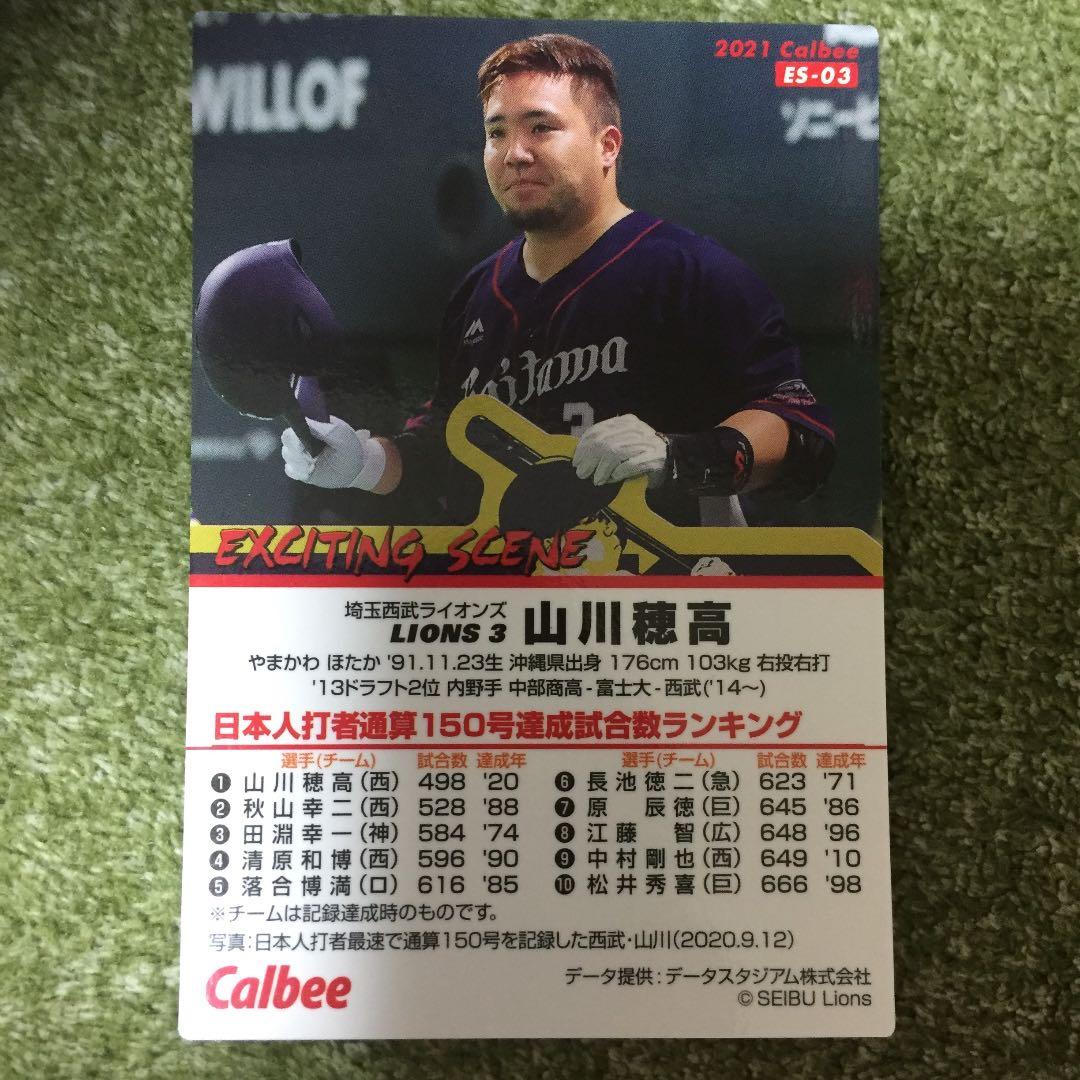 2021 Calbee
ES-03
WILLOF
ソニーセ
Saitama
3
EXCITING SCENE
埼玉西武ライオンズ
LIONS 3 山川穂高
やまかわ ほたか '91.11.23生 沖縄県出身 176cm 103kg 右投右打
'13ドラフト2位 内野手 中部商高-富士大-西武('14〜)
日本人打者通算150号達成試合数ランキング
選手(チーム) 試合数 達成年
❶ 山川穂高(西) 498 '20
❷ 秋山幸二(西) 528 '88
❸ 田淵幸一(神) 584 '74
❹ 清原和博(西) 596 '90
❺ 落合博満(ロ) 616 '85
選手(チーム) 試合数 達成年
❻ 長池徳二(急) 623 '71
❼ 原 辰徳(巨) 645 '86
❽ 江藤 智(広) 648 '96
❾ 中村剛也(西) 649 '10
❿ 松井秀喜(巨) 666 '98
※チームは記録達成時のものです。
写真:日本人打者最速で通算150号を記録した西武・山川(2020.9.12)
Calbee
データ提供:データスタジアム株式会社
© SEIBU Lions